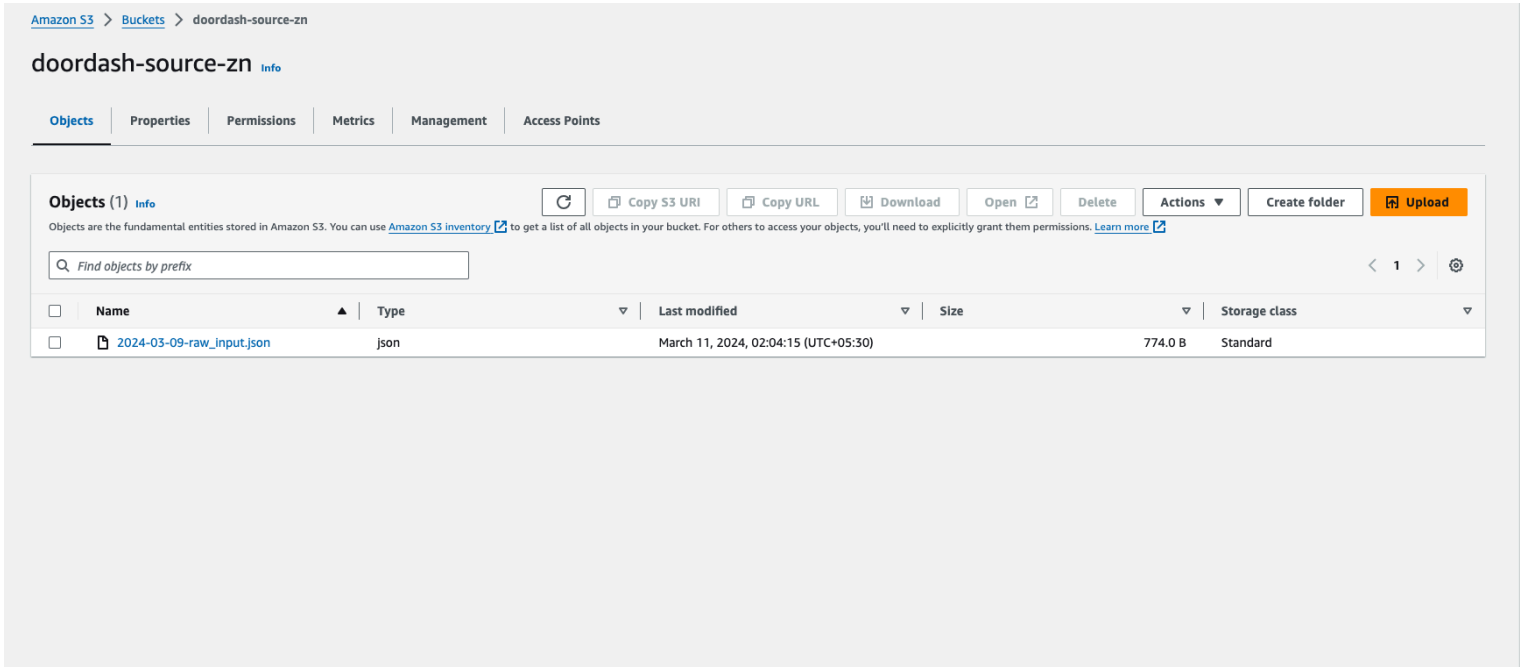 Amazon S3 > Buckets > doordash-source-zn
doordash-source-zn Info
Objects Properties Permissions Metrics Management Access Points
Objects (1) Info
Copy S3 URI Copy URL Download Open Delete Actions Create folder Upload
Objects are the fundamental entities stored in Amazon S3. You can use Amazon S3 inventory to get a list of all objects in your bucket. For others to access your objects, you'll need to explicitly grant them permissions. Learn more
Find objects by prefix
1
Name Type Last modified Size Storage class
2024-03-09-raw_input.json json March 11, 2024, 02:04:15 (UTC+05:30) 774.0 B Standard